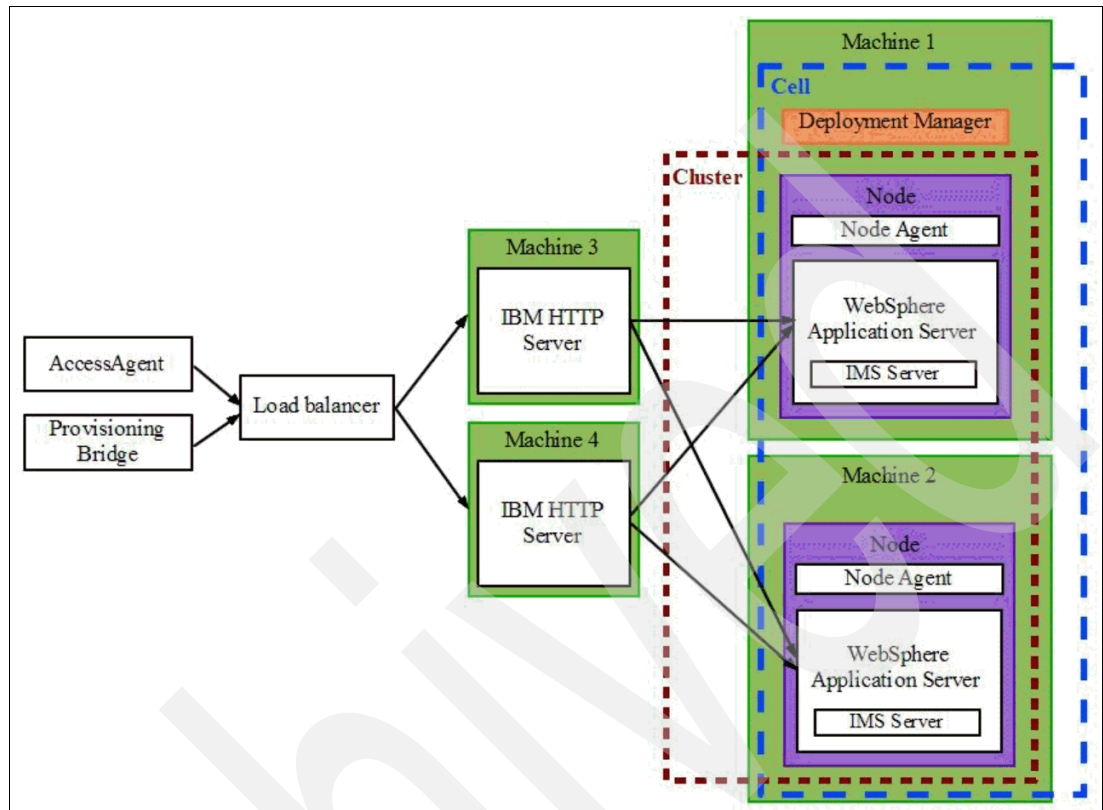 Machine 1
Cell
Deployment Manager
Cluster
Node
Node Agent
WebSphere
Application Server
IMS Server
Machine 3
IBM HTTP
Server
AccessAgent
Provisioning
Bridge
Load balancer
Machine 4
IBM HTTP
Server
Machine 2
Node
Node Agent
WebSphere
Application Server
IMS Server